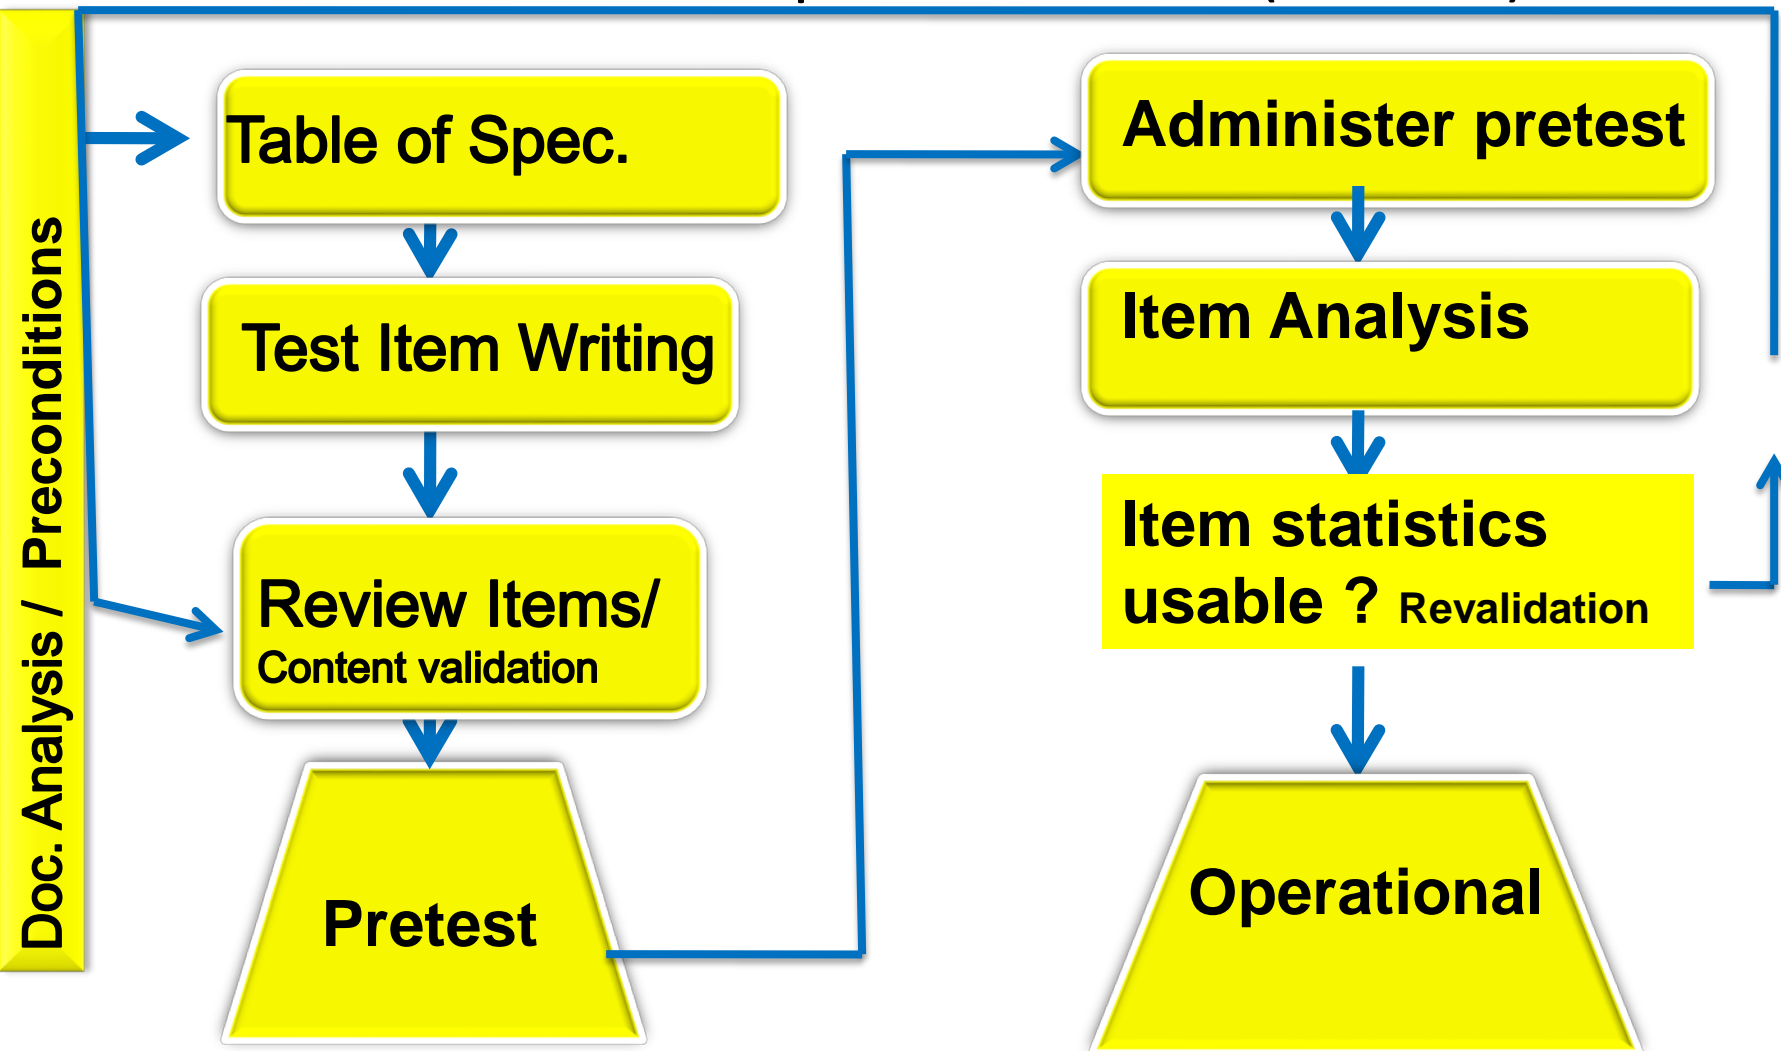 Doc. Analysis / Preconditions
Table of Spec.
Test Item Writing
Review Items/
Content validation
Pretest
Administer pretest
Item Analysis
Item statistics
usable ? Revalidation
Operational